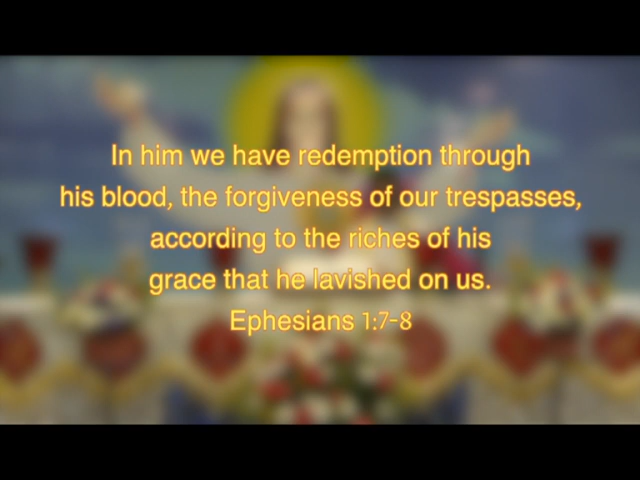 In him we have redemption through
his blood, the forgiveness of our trespasses,
according to the riches of his
grace that he lavished on us.
Ephesians 1:7-8